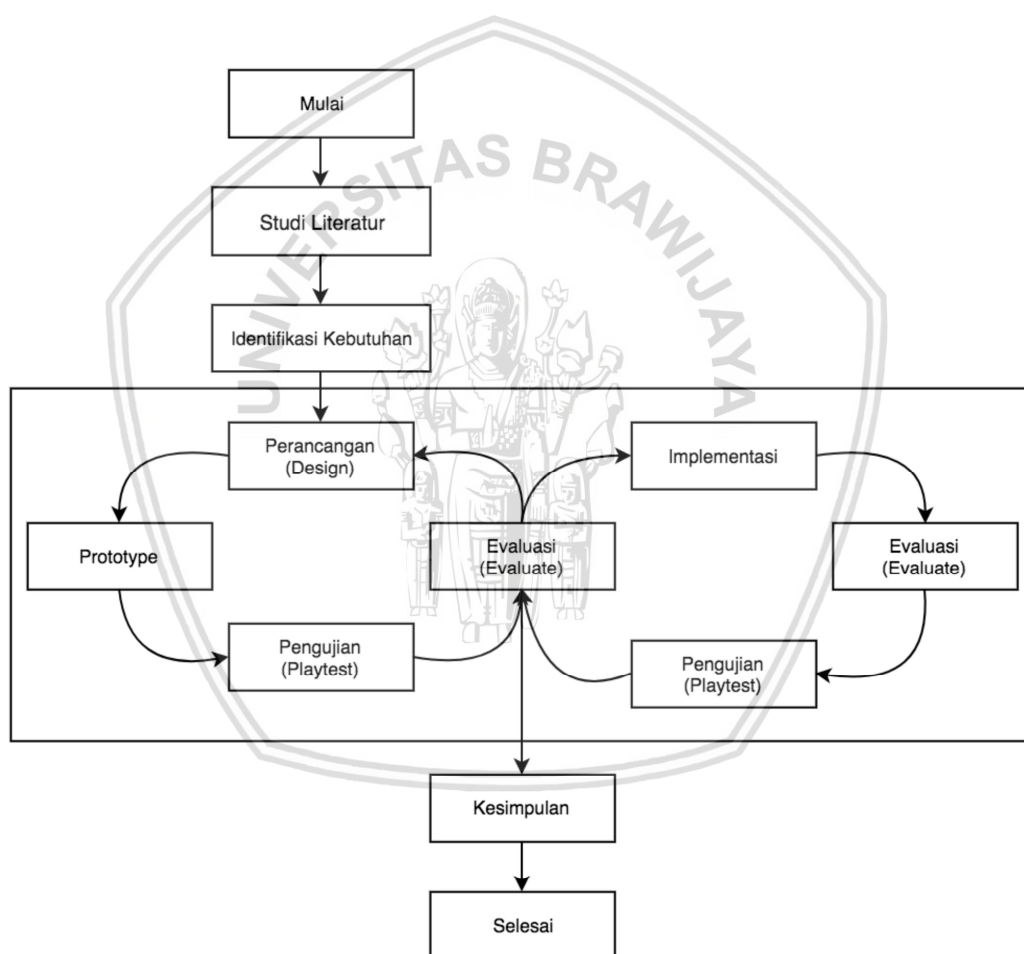 Mulai
UNIVERSITAS BRAWIJAYA
Studi Literatur
Identifikasi Kebutuhan
Perancangan
(Design)
Implementasi
Prototype
Evaluasi
(Evaluate)
Evaluasi
(Evaluate)
Pengujian
(Playtest)
Pengujian
(Playtest)
Kesimpulan
Selesai